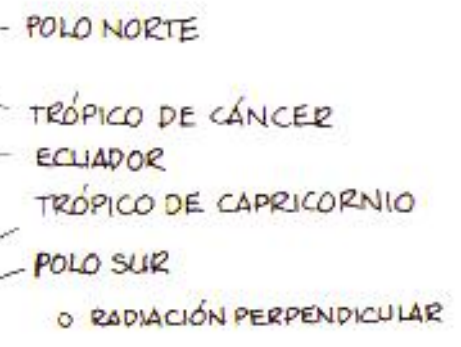 POLO NORTE
TRÓPICO DE CÁNCER
ECUADOR
TRÓPICO DE CAPRICORNIO
POLO SUR
o RADIACIÓN PERPENDICULAR